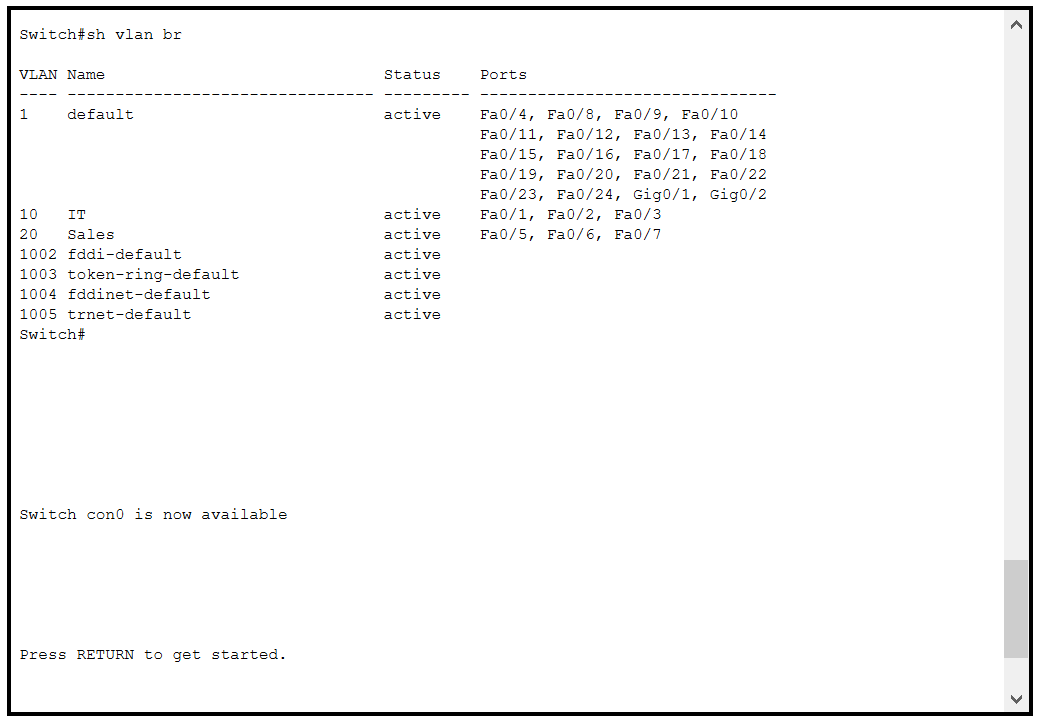 Switch#sh vlan br
VLAN Name                             Status    Ports
---- -------------------------------- --------- -------------------------------
1    default                          active    Fa0/4, Fa0/8, Fa0/9, Fa0/10
                                                Fa0/11, Fa0/12, Fa0/13, Fa0/14
                                                Fa0/15, Fa0/16, Fa0/17, Fa0/18
                                                Fa0/19, Fa0/20, Fa0/21, Fa0/22
                                                Fa0/23, Fa0/24, Gig0/1, Gig0/2
10   IT                               active    Fa0/1, Fa0/2, Fa0/3
20   Sales                            active    Fa0/5, Fa0/6, Fa0/7
1002 fddi-default                     active
1003 token-ring-default               active
1004 fddinet-default                  active
1005 trnet-default                    active
Switch#
Switch con0 is now available
Press RETURN to get started.